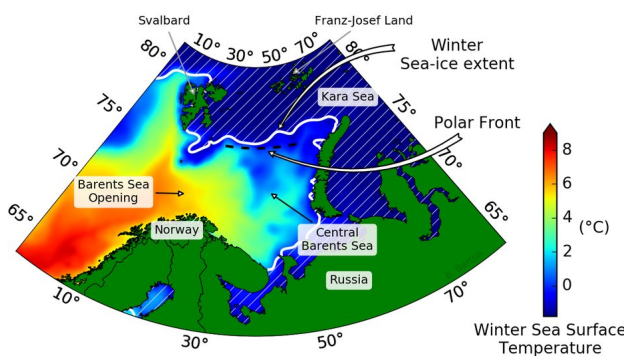 Svalbard
Franz-Josef Land
10° 30° 50° 70°
80°
80°
Winter
Sea-ice extent
Kara Sea
75°
75°
Polar Front
70°
70°
Barents Sea
Opening
65°
65°
Norway
Central
Barents Sea
Russia
10°
30°
50°
70°
8
6
4
2
0
(°C)
Winter Sea Surface
Temperature